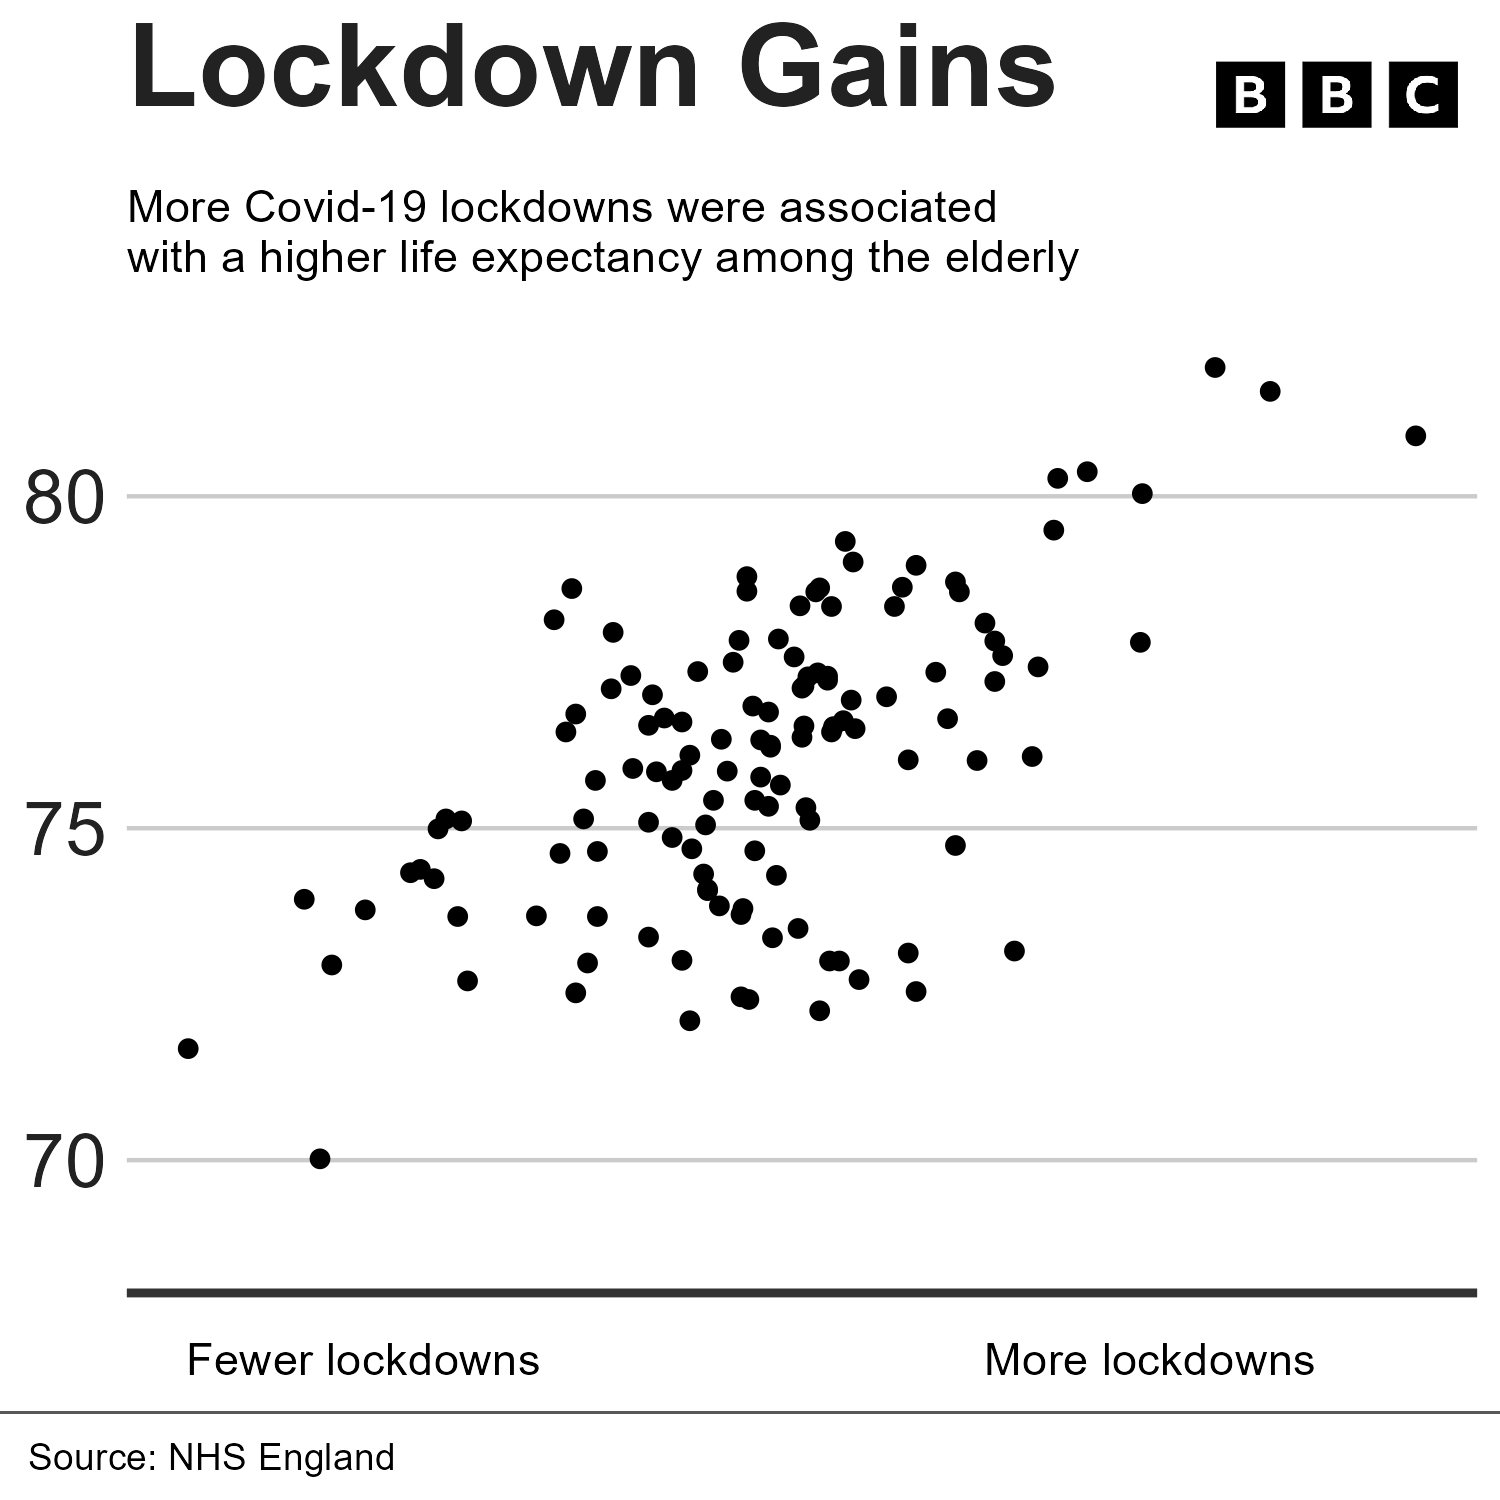 Lockdown Gains
BBC
More Covid-19 lockdowns were associated
with a higher life expectancy among the elderly
80
75
70
Fewer lockdowns
More lockdowns
Source: NHS England